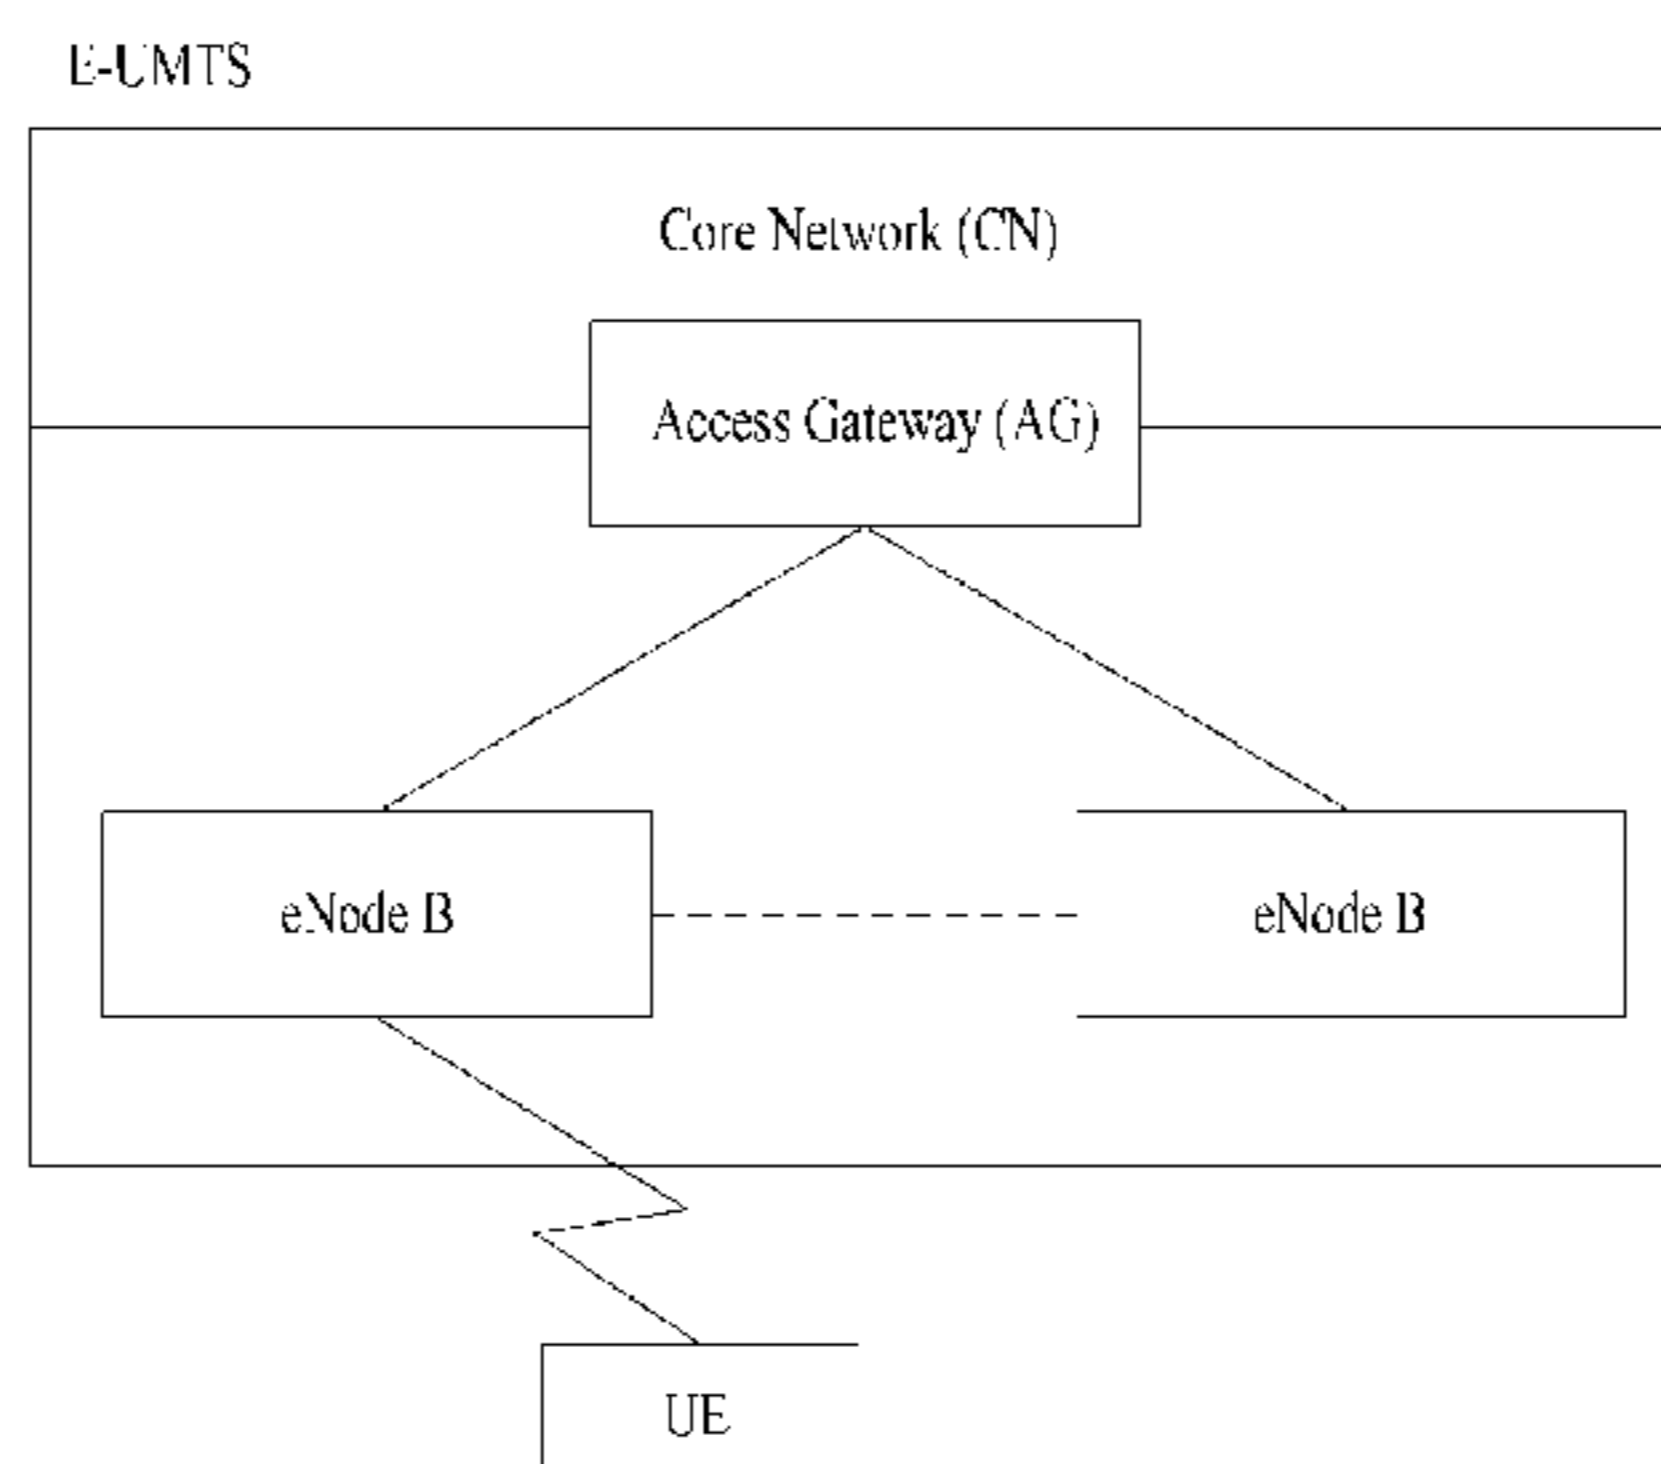 E-UMTS
Core Network (CN)
Access Gateway (AG)
eNode B
eNode B
UE